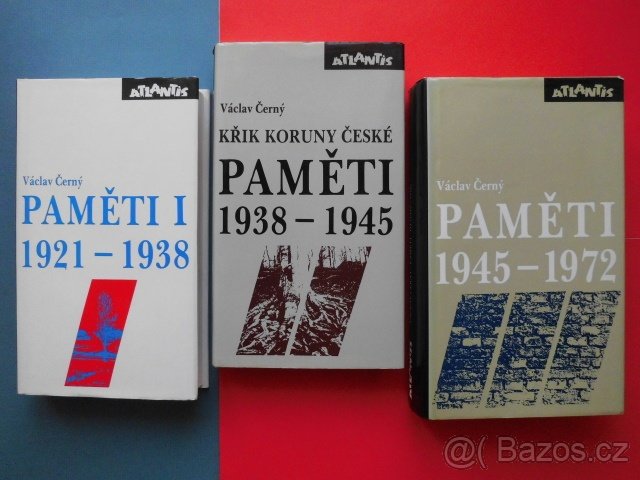 ATLANTIS
Václav Černý
PAMĚTI I
1921 – 1938
ATLANTIS
Václav Černý
KŘIK KORUNY ČESKÉ
PAMĚTI
1938 – 1945
ATLANTIS
Václav Černý
PAMĚTI
1945 – 1972
ATLANTIS
@( Bazos.cz